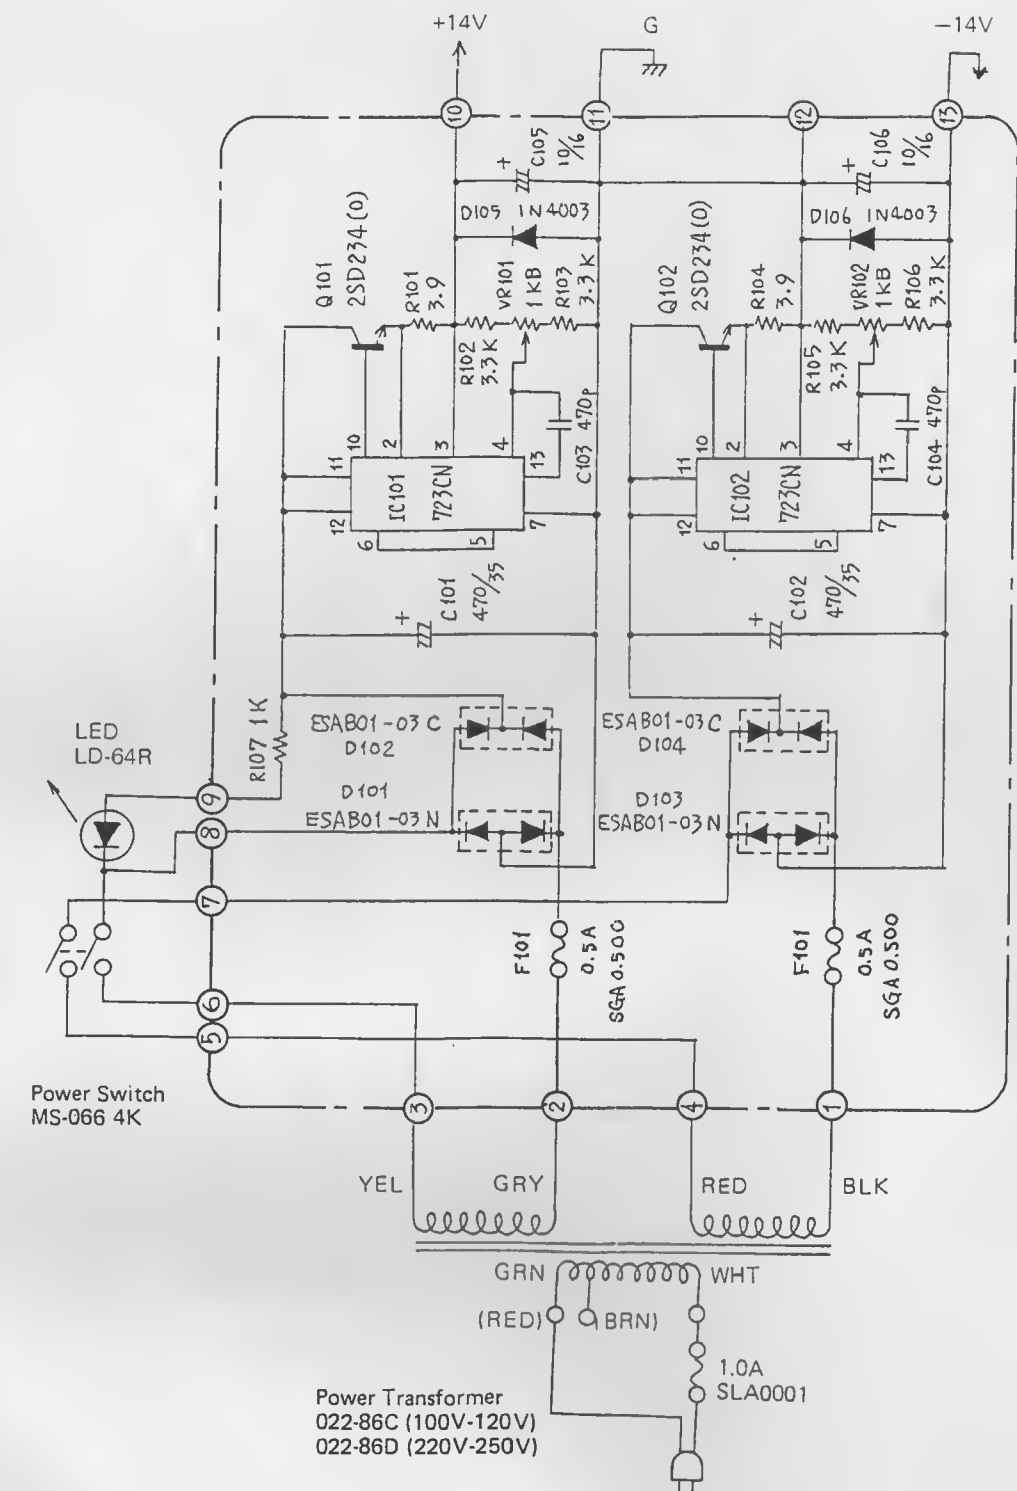 +14V
G
−14V
10
11
12
13
C105
10/16
+
C106
10/16
+
D105 1N4003
D106 1N4003
Q101
2SD234(O)
R101
3.9
VR101
1KB
R103
3.3K
R102
3.3K
Q102
2SD234(O)
R104
3.9
VR102
1KB
R106
3.3K
R105
3.3K
10
2
3
4
11
12
13
7
6
5
IC101
723CN
C103 470P
10
2
3
4
11
12
13
7
6
5
IC102
723CN
C104 470P
+
C101
470/35
+
C102
470/35
R107 1K
ESAB01-03C
D102
D101
ESAB01-03N
ESAB01-03C
D104
D103
ESAB01-03N
LED
LD-64R
9
8
7
6
5
F101
0.5A
SGA 0.500
F101
0.5A
SGA 0.500
Power Switch
MS-066 4K
3
2
4
1
YEL
GRY
RED
BLK
GRN
WHT
(RED)
(BRN)
1.0A
SLA0001
Power Transformer
022-86C (100V-120V)
022-86D (220V-250V)